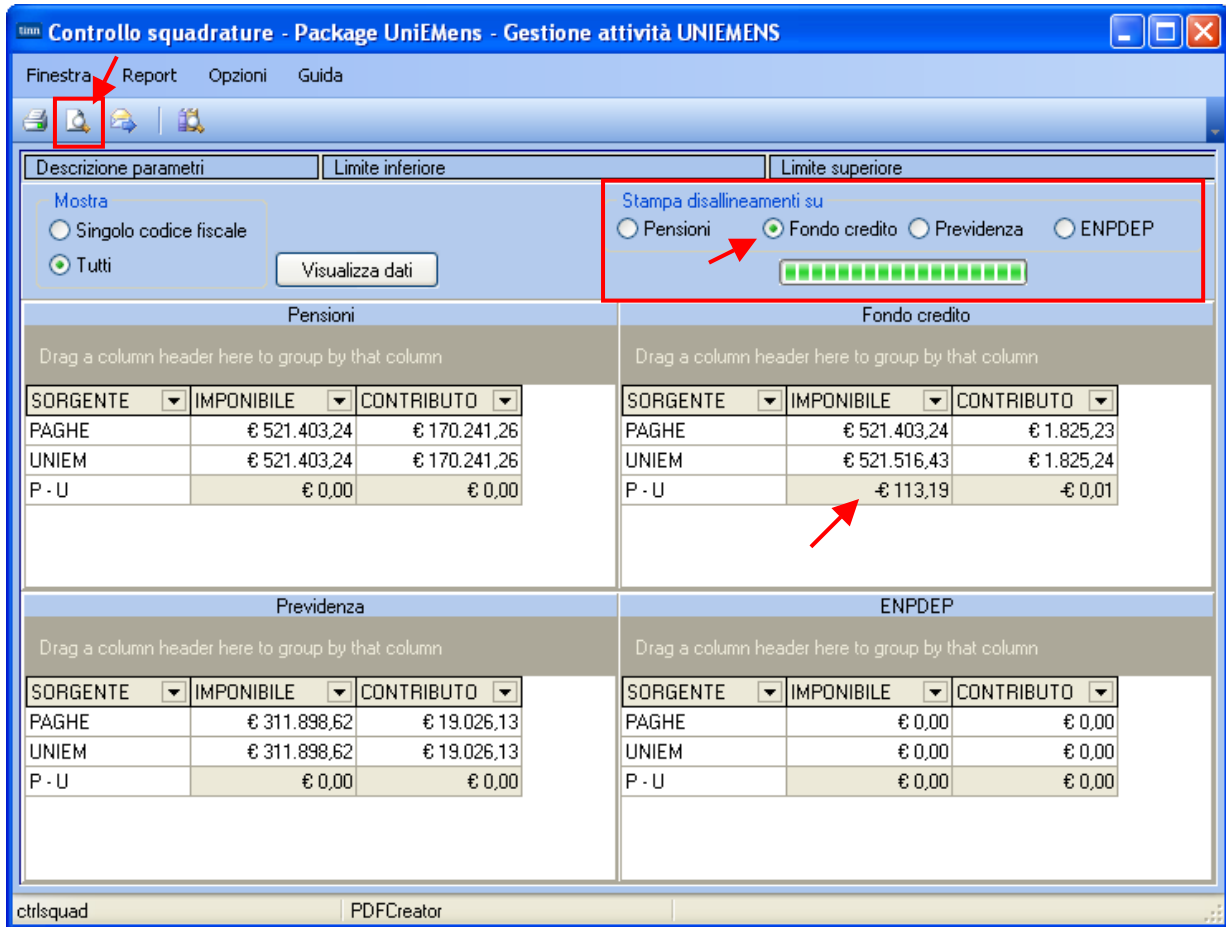 tinn Controllo squadrature - Package UniEMens - Gestione attività UNIEMENS
Finestra Report Opzioni Guida
Descrizione parametri Limite inferiore Limite superiore
Mostra
Singolo codice fiscale
Tutti
Visualizza dati
Stampa disallineamenti su
Pensioni Fondo credito Previdenza ENPDEP
Pensioni
Drag a column header here to group by that column
SORGENTE IMPONIBILE CONTRIBUTO
PAGHE € 521.403,24 € 170.241,26
UNIEM € 521.403,24 € 170.241,26
P - U € 0,00 € 0,00
Fondo credito
Drag a column header here to group by that column
SORGENTE IMPONIBILE CONTRIBUTO
PAGHE € 521.403,24 € 1.825,23
UNIEM € 521.516,43 € 1.825,24
P - U -€ 113,19 -€ 0,01
Previdenza
Drag a column header here to group by that column
SORGENTE IMPONIBILE CONTRIBUTO
PAGHE € 311.898,62 € 19.026,13
UNIEM € 311.898,62 € 19.026,13
P - U € 0,00 € 0,00
ENPDEP
Drag a column header here to group by that column
SORGENTE IMPONIBILE CONTRIBUTO
PAGHE € 0,00 € 0,00
UNIEM € 0,00 € 0,00
P - U € 0,00 € 0,00
ctrlsquad PDFCreator